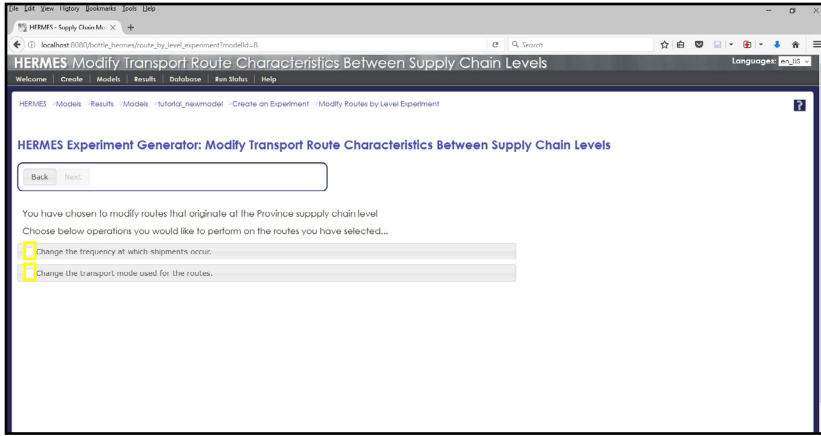 File Edit View History Bookmarks Tools Help
HERMES - Supply Chain Mo
localhost:8080/bottle_hermes/route_by_level_experiment?modelId=8
Search
HERMES Modify Transport Route Characteristics Between Supply Chain Levels
Languages: en_US
Welcome Create Models Results Database Run Status Help
HERMES >Models >Results >Models >tutorial_newmodel >Create an Experiment >Modify Routes by Level Experiment
?
HERMES Experiment Generator: Modify Transport Route Characteristics Between Supply Chain Levels
Back Next
You have chosen to modify routes that originate at the Province suppply chain level
Choose below operations you would like to perform on the routes you have selected...
Change the frequency at which shipments occur.
Change the transport mode used for the routes.